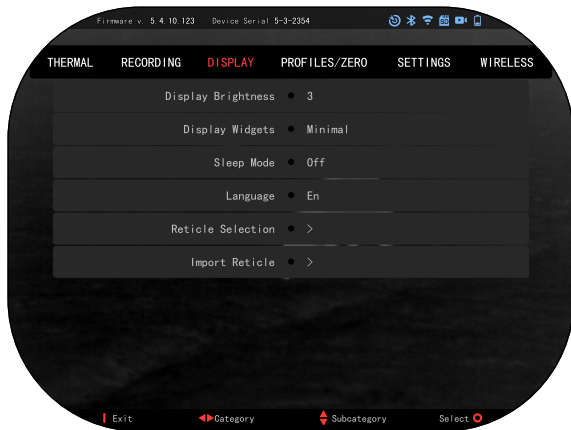 Firmware v. 5.4.10.123 Device Serial 5-3-2354
THERMAL RECORDING DISPLAY PROFILES/ZERO SETTINGS WIRELESS
Display Brightness 3
Display Widgets Minimal
Sleep Mode Off
Language En
Reticle Selection >
Import Reticle >
Exit Category Subcategory Select